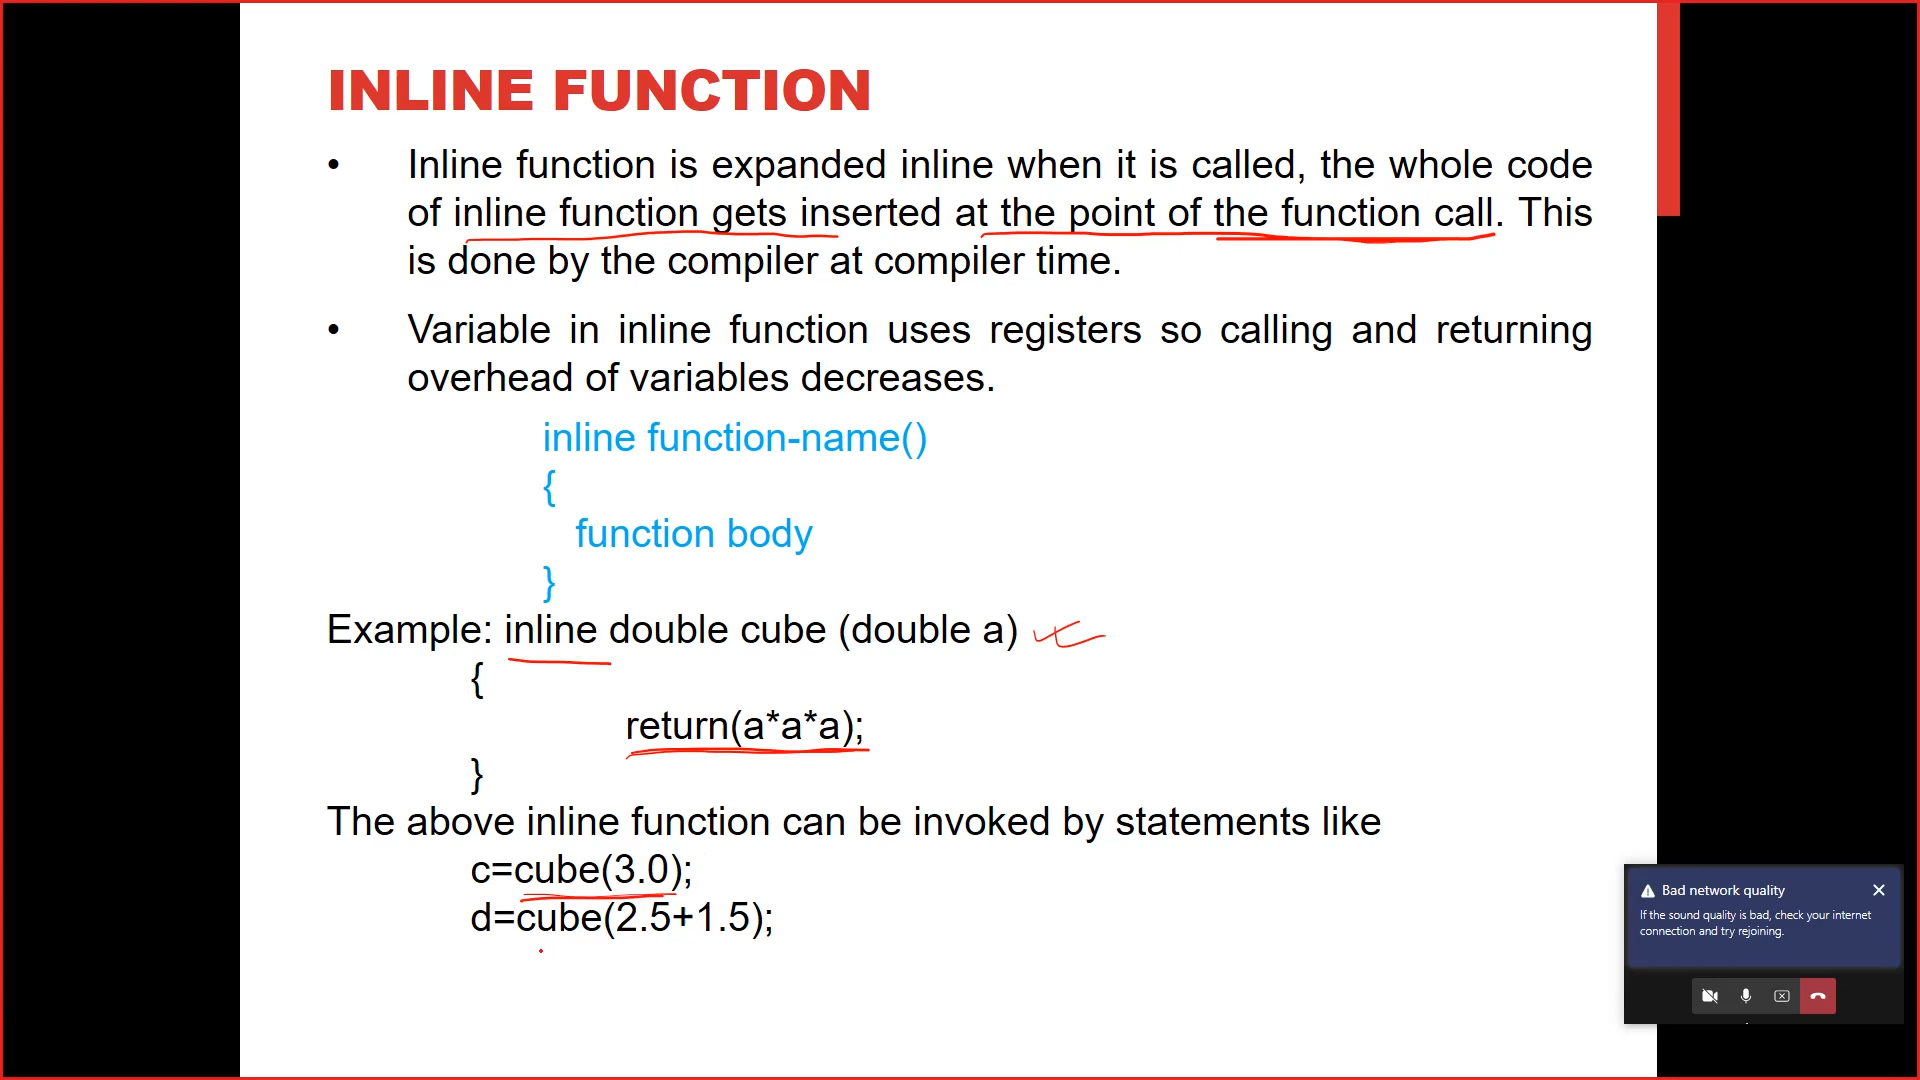 INLINE FUNCTION
• Inline function is expanded inline when it is called, the whole code
of inline function gets inserted at the point of the function call. This
is done by the compiler at compiler time.
• Variable in inline function uses registers so calling and returning
overhead of variables decreases.
inline function-name()
{
function body
}
Example: inline double cube (double a)
{
return(a*a*a);
}
The above inline function can be invoked by statements like
c=cube(3.0);
d=cube(2.5+1.5);
Bad network quality
If the sound quality is bad, check your internet
connection and try rejoining.